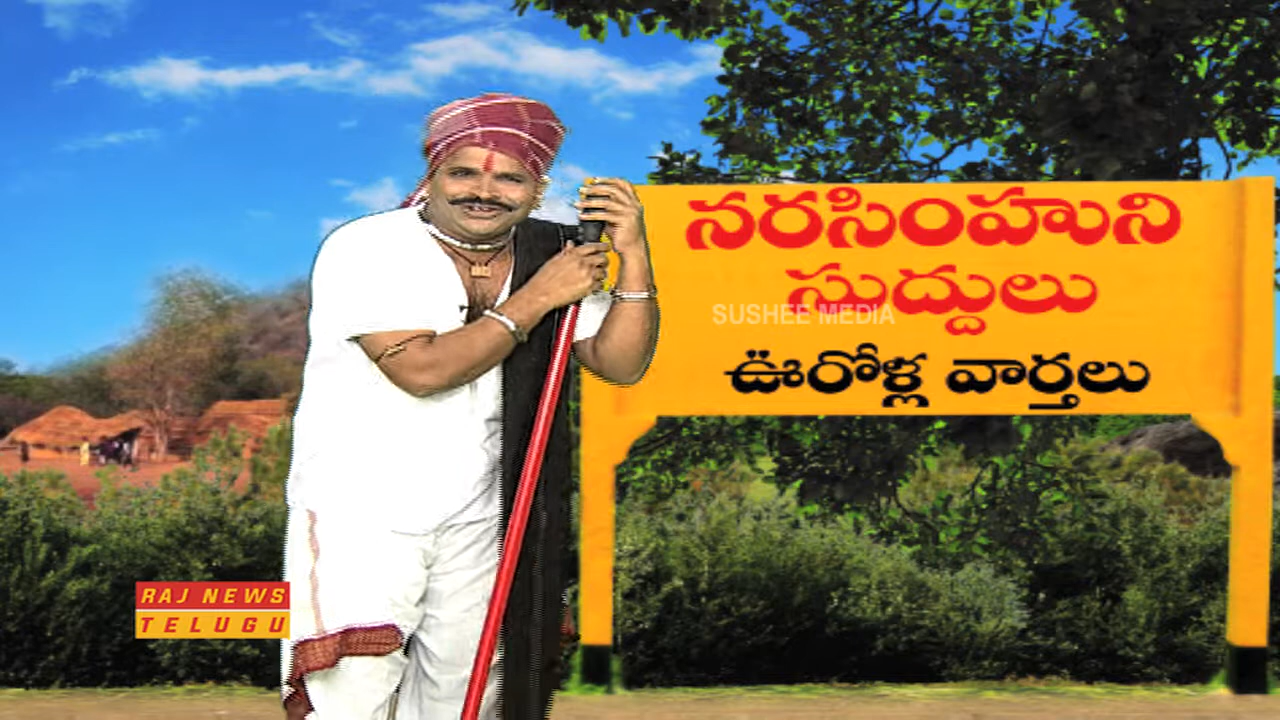 నరసింహుని
సుద్దులు
SUSHEE MEDIA
ఊరోళ్ల వార్తలు
RAJ NEWS
TELUGU